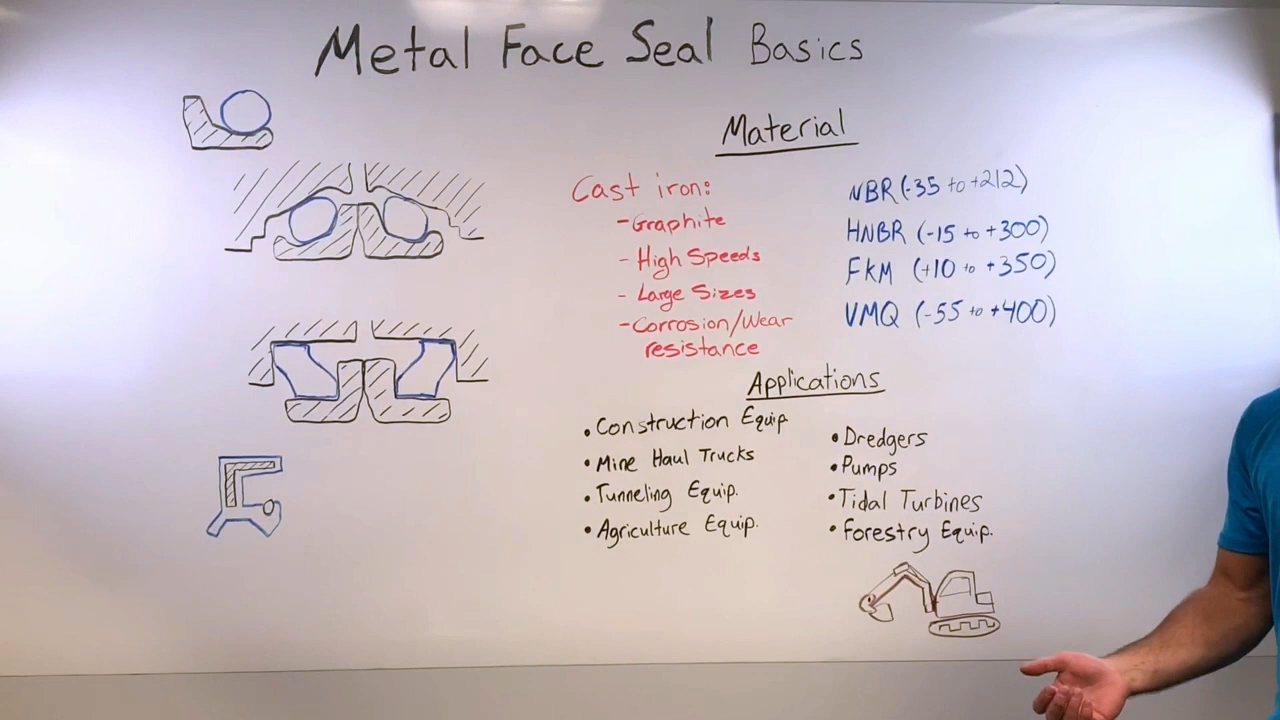 Metal Face Seal Basics
Material
Cast iron:
-Graphite
- High Speeds
- Large Sizes
-Corrosion/Wear
resistance
NBR (-35 to +212)
HNBR (-15 to +300)
FKM (+10 to +350)
VMQ (-55 to +400)
Applications
• Construction Equip
• Mine Haul Trucks
• Tunneling Equip.
• Agriculture Equip.
• Dredgers
• Pumps
• Tidal Turbines
• Forestry Equip.